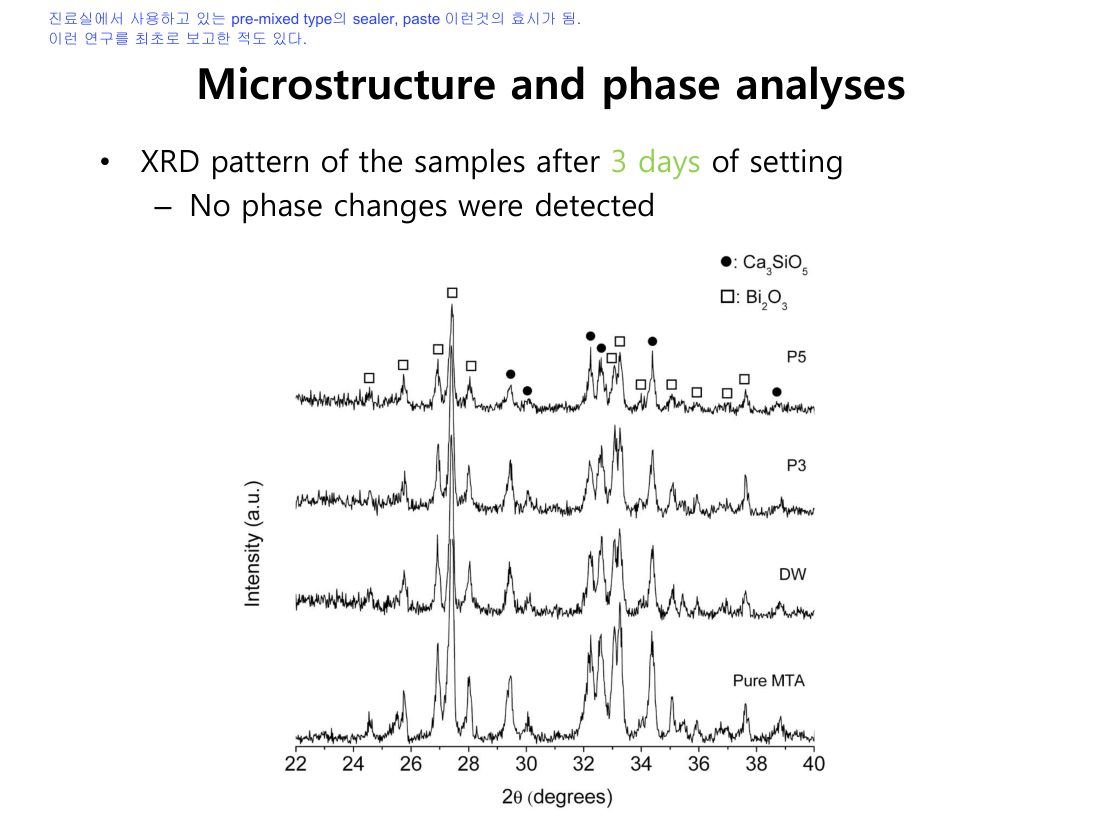 진료실에서 사용하고 있는 pre-mixed type의 sealer, paste 이런것의 효시가 됨.
이런 연구를 최초로 보고한 적도 있다.
Microstructure and phase analyses
• XRD pattern of the samples after 3 days of setting
– No phase changes were detected
●: Ca₃SiO₅
□: Bi₂O₃
P5
P3
DW
Pure MTA
Intensity (a.u.)
22 24 26 28 30 32 34 36 38 40
2θ (degrees)